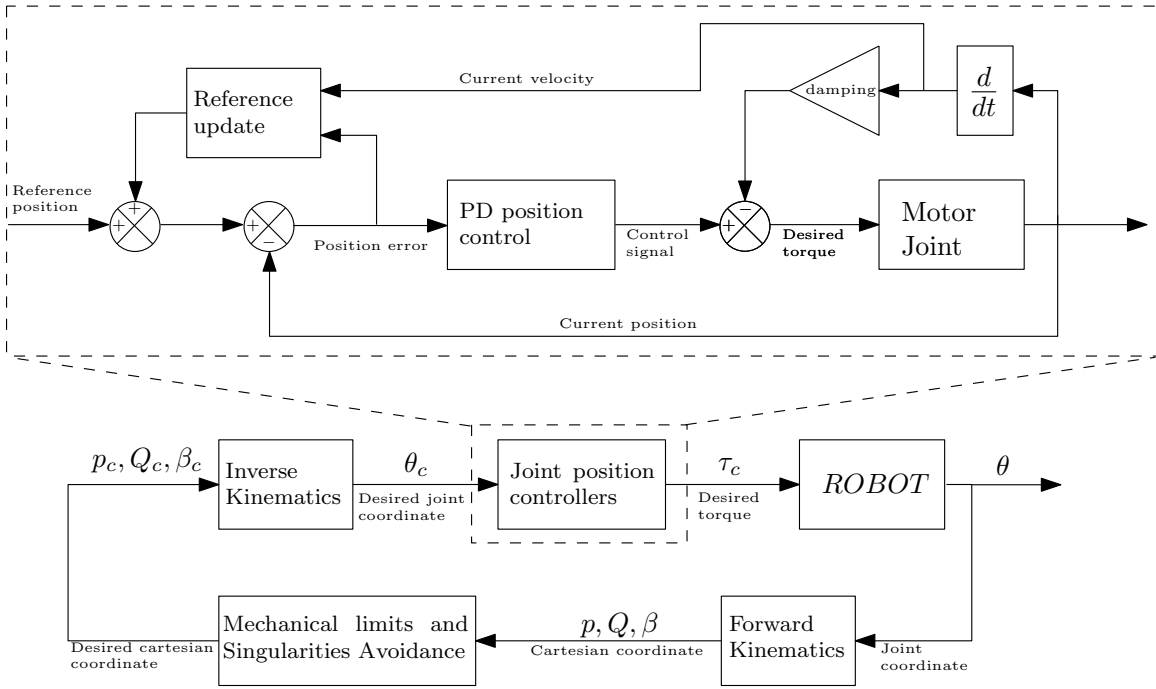 Current velocity
damping
d
dt
Reference
update
Reference
position
+
+
+
−
Position error
PD position
control
Control
signal
−
+
Desired
torque
Motor
Joint
Current position
p_c, Q_c, β_c
Inverse
Kinematics
θ_c
Desired joint
coordinate
Joint position
controllers
τ_c
Desired
torque
ROBOT
θ
Desired cartesian
coordinate
Mechanical limits and
Singularities Avoidance
p, Q, β
Cartesian coordinate
Forward
Kinematics
Joint
coordinate